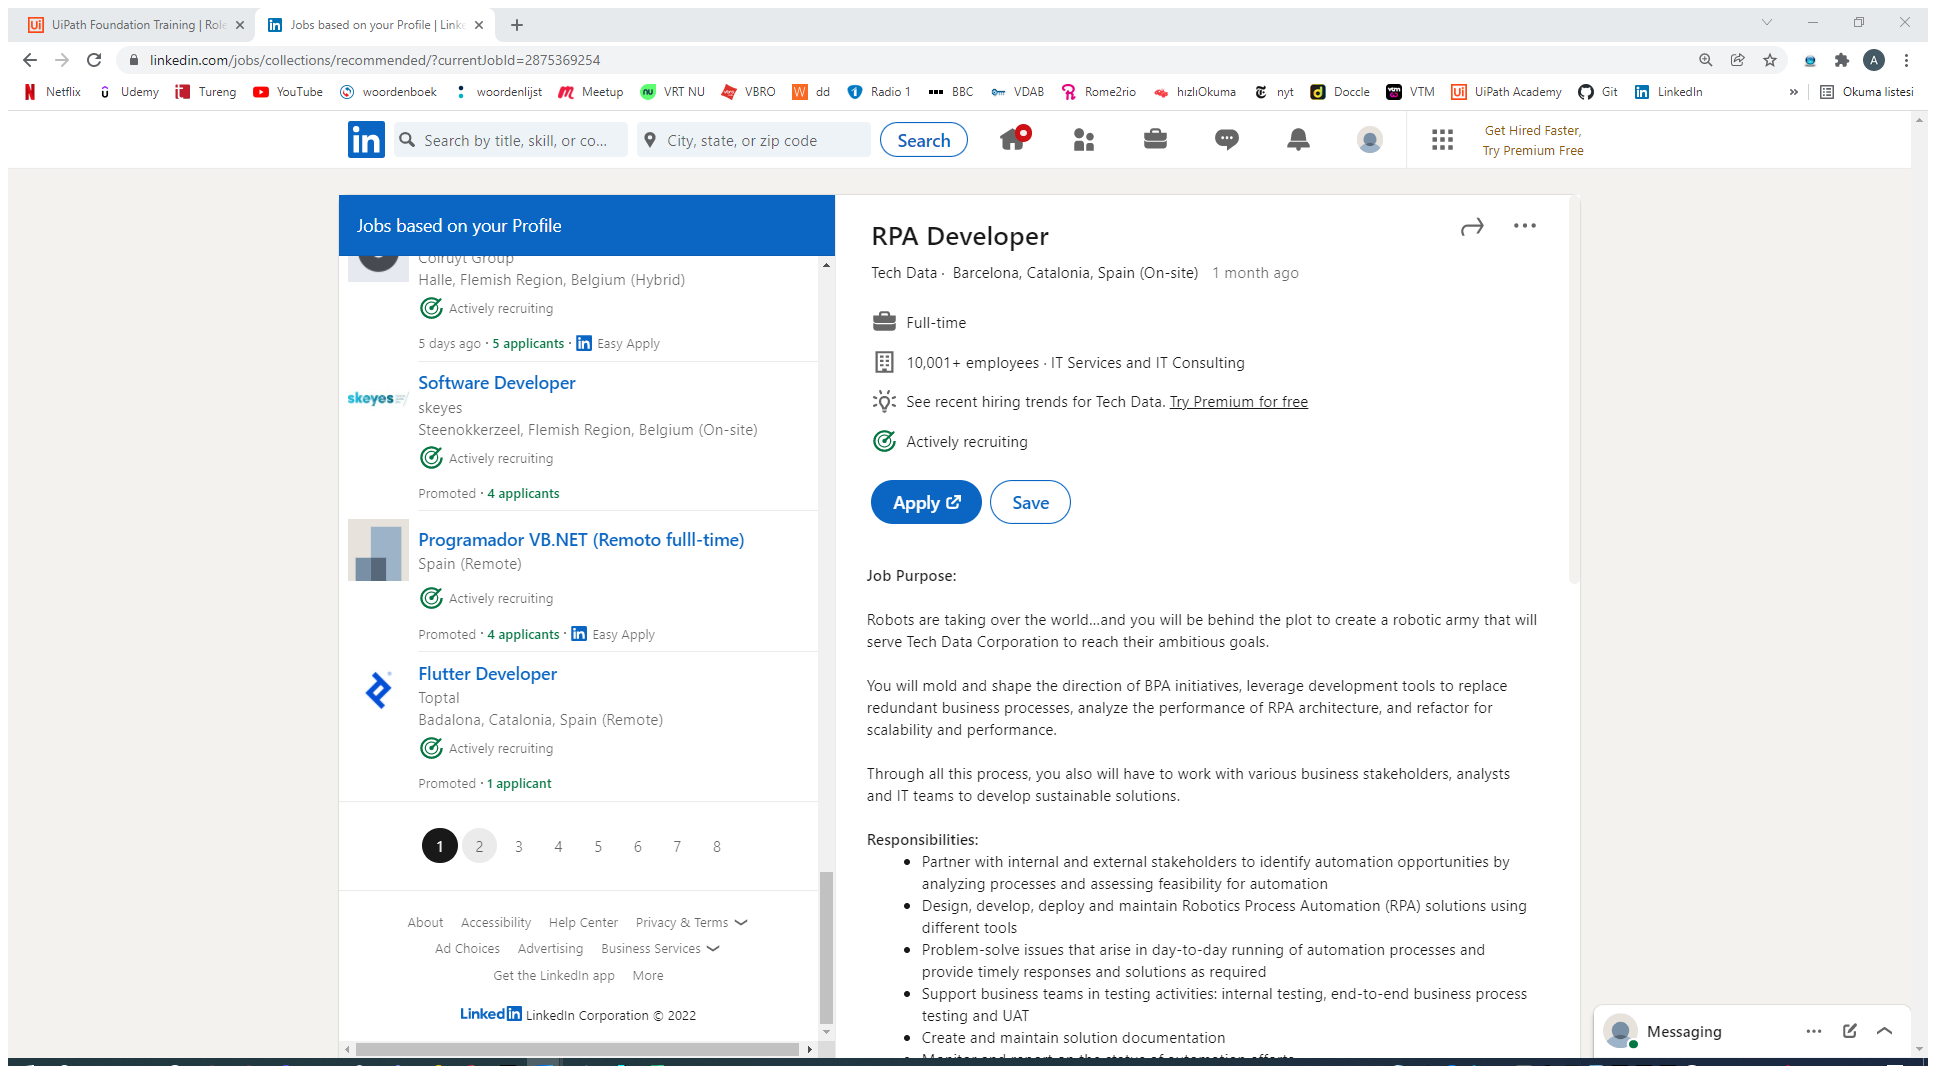 UiPath Foundation Training | Role
Jobs based on your Profile | Linke
linkedin.com/jobs/collections/recommended/?currentJobId=2875369254
A
Netflix Udemy Tureng YouTube woordenboek woordenlijst Meetup VRT NU VBRO dd Radio 1 BBC VDAB Rome2rio hızlıOkuma nyt Doccle VTM UiPath Academy Git LinkedIn » Okuma listesi
in Search by title, skill, or co... City, state, or zip code Search
Get Hired Faster,
Try Premium Free
Jobs based on your Profile
Colruyt Group
Halle, Flemish Region, Belgium (Hybrid)
Actively recruiting
5 days ago · 5 applicants · in Easy Apply
Software Developer
skeyes
skeyes
Steenokkerzeel, Flemish Region, Belgium (On-site)
Actively recruiting
Promoted · 4 applicants
Programador VB.NET (Remoto fulll-time)
Spain (Remote)
Actively recruiting
Promoted · 4 applicants · in Easy Apply
Flutter Developer
Toptal
Badalona, Catalonia, Spain (Remote)
Actively recruiting
Promoted · 1 applicant
1 2 3 4 5 6 7 8
About Accessibility Help Center Privacy & Terms
Ad Choices Advertising Business Services
Get the LinkedIn app More
LinkedIn LinkedIn Corporation © 2022
RPA Developer
Tech Data · Barcelona, Catalonia, Spain (On-site) 1 month ago
Full-time
10,001+ employees · IT Services and IT Consulting
See recent hiring trends for Tech Data. Try Premium for free
Actively recruiting
Apply Save
Job Purpose:
Robots are taking over the world…and you will be behind the plot to create a robotic army that will
serve Tech Data Corporation to reach their ambitious goals.
You will mold and shape the direction of BPA initiatives, leverage development tools to replace
redundant business processes, analyze the performance of RPA architecture, and refactor for
scalability and performance.
Through all this process, you also will have to work with various business stakeholders, analysts
and IT teams to develop sustainable solutions.
Responsibilities:
• Partner with internal and external stakeholders to identify automation opportunities by
analyzing processes and assessing feasibility for automation
• Design, develop, deploy and maintain Robotics Process Automation (RPA) solutions using
different tools
• Problem-solve issues that arise in day-to-day running of automation processes and
provide timely responses and solutions as required
• Support business teams in testing activities: internal testing, end-to-end business process
testing and UAT
• Create and maintain solution documentation
• Monitor and report on the status of automation efforts
Messaging